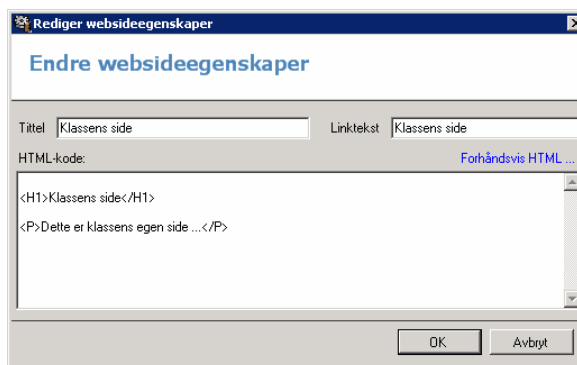 Rediger websideegenskaper
Endre websideegenskaper
Tittel Klassens side Linktekst Klassens side
HTML-kode: Forhåndsvis HTML ...
<H1>Klassens side</H1>
<P>Dette er klassens egen side ...</P>
OK Avbryt